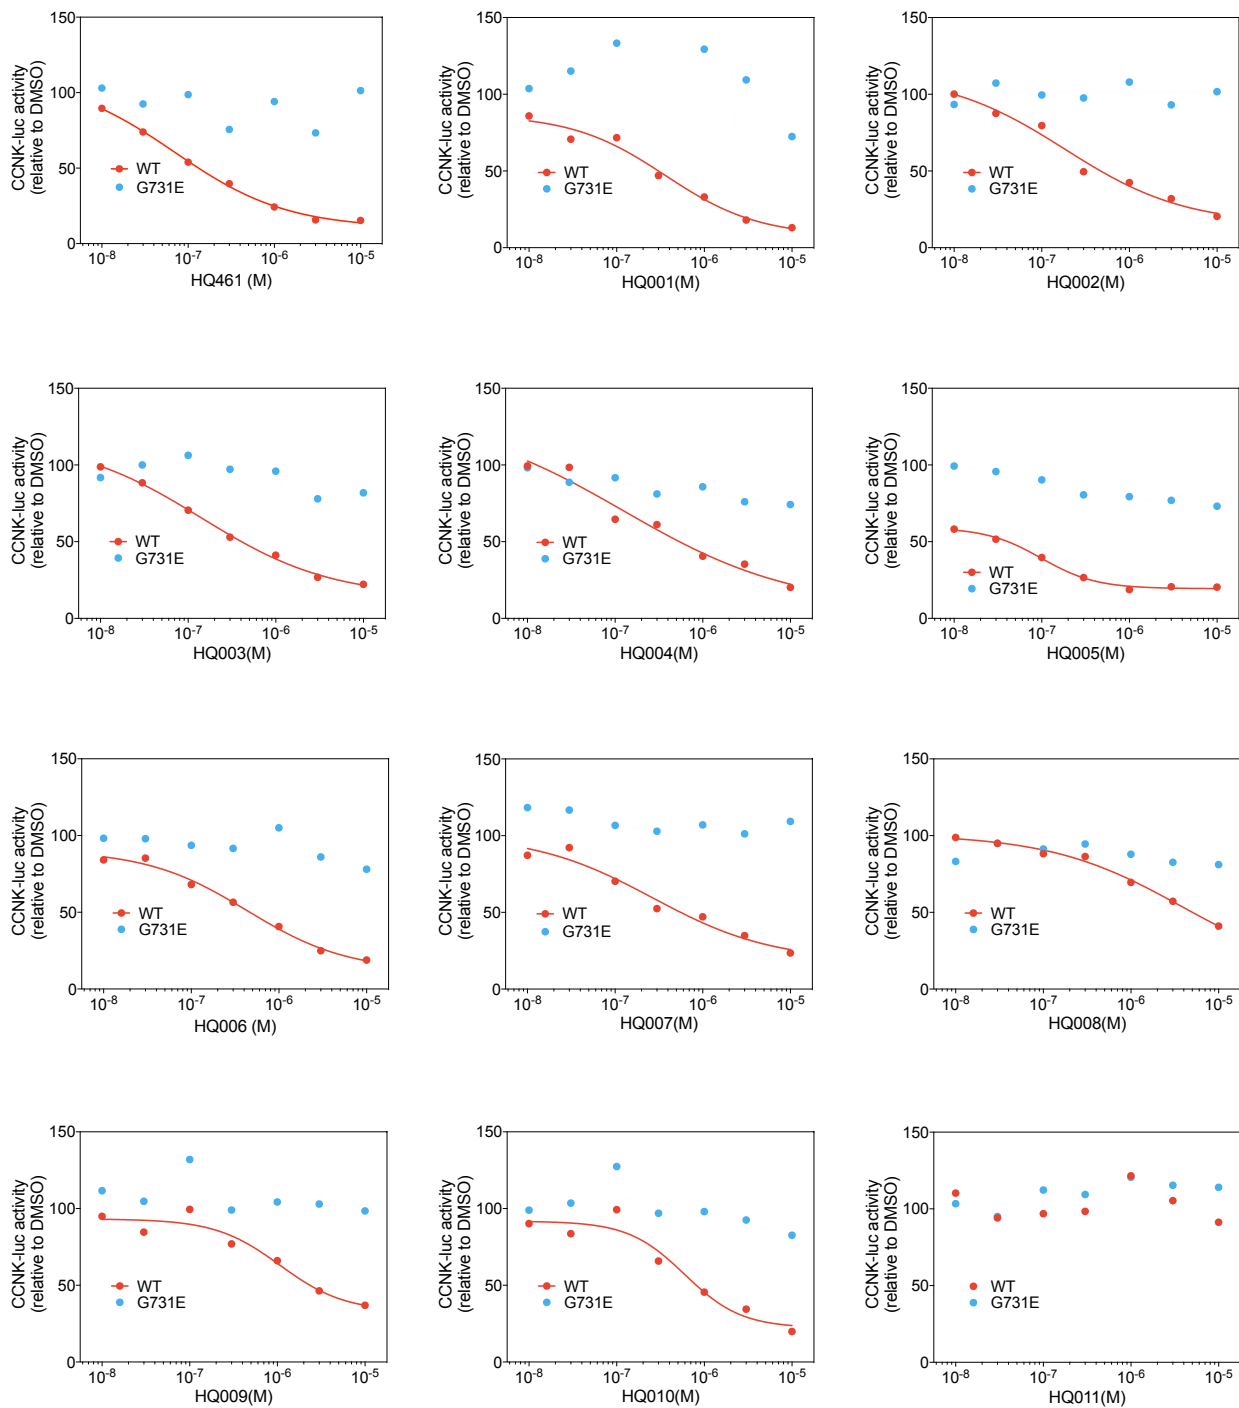 CCNK-luc activity
(relative to DMSO)
150
100
50
0
WT
G731E
10-8
10-7
10-6
10-5
HQ461 (M)
CCNK-luc activity
(relative to DMSO)
150
100
50
0
WT
G731E
10-8
10-7
10-6
10-5
HQ001(M)
CCNK-luc activity
(relative to DMSO)
150
100
50
0
WT
G731E
10-8
10-7
10-6
10-5
HQ002(M)
CCNK-luc activity
(relative to DMSO)
150
100
50
0
WT
G731E
10-8
10-7
10-6
10-5
HQ003(M)
CCNK-luc activity
(relative to DMSO)
150
100
50
0
WT
G731E
10-8
10-7
10-6
10-5
HQ004(M)
CCNK-luc activity
(relative to DMSO)
150
100
50
0
WT
G731E
10-8
10-7
10-6
10-5
HQ005(M)
CCNK-luc activity
(relative to DMSO)
150
100
50
0
WT
G731E
10-8
10-7
10-6
10-5
HQ006 (M)
CCNK-luc activity
(relative to DMSO)
150
100
50
0
WT
G731E
10-8
10-7
10-6
10-5
HQ007(M)
CCNK-luc activity
(relative to DMSO)
150
100
50
0
WT
G731E
10-8
10-7
10-6
10-5
HQ008(M)
CCNK-luc activity
(relative to DMSO)
150
100
50
0
WT
G731E
10-8
10-7
10-6
10-5
HQ009(M)
CCNK-luc activity
(relative to DMSO)
150
100
50
0
WT
G731E
10-8
10-7
10-6
10-5
HQ010(M)
CCNK-luc activity
(relative to DMSO)
150
100
50
0
WT
G731E
10-8
10-7
10-6
10-5
HQ011(M)